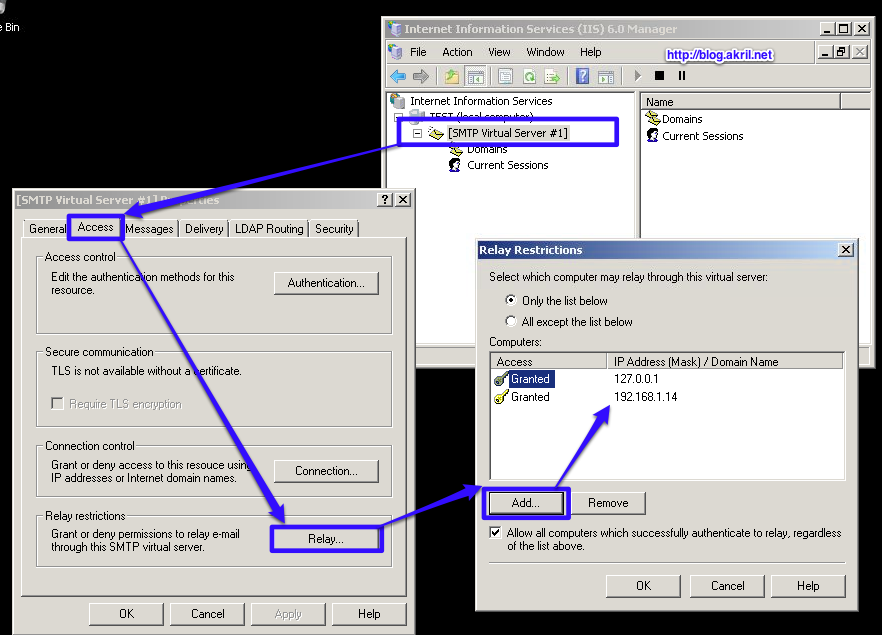 e Bin
Internet Information Services (IIS) 6.0 Manager
File Action View Window Help
http://blog.akril.net
Internet Information Services
TEST (local computer)
[SMTP Virtual Server #1]
Domains
Current Sessions
Name
Domains
Current Sessions
[SMTP Virtual Server #1] Properties
General Access Messages Delivery LDAP Routing Security
Access control
Edit the authentication methods for this
resource.
Authentication...
Secure communication
TLS is not available without a certificate.
Require TLS encryption
Connection control
Grant or deny access to this resouce using
IP addresses or Internet domain names.
Connection...
Relay restrictions
Grant or deny permissions to relay e-mail
through this SMTP virtual server.
Relay...
OK Cancel Apply Help
Relay Restrictions
Select which computer may relay through this virtual server:
Only the list below
All except the list below
Computers:
Access IP Address (Mask) / Domain Name
Granted 127.0.0.1
Granted 192.168.1.14
Add... Remove
Allow all computers which successfully authenticate to relay, regardless
of the list above.
OK Cancel Help